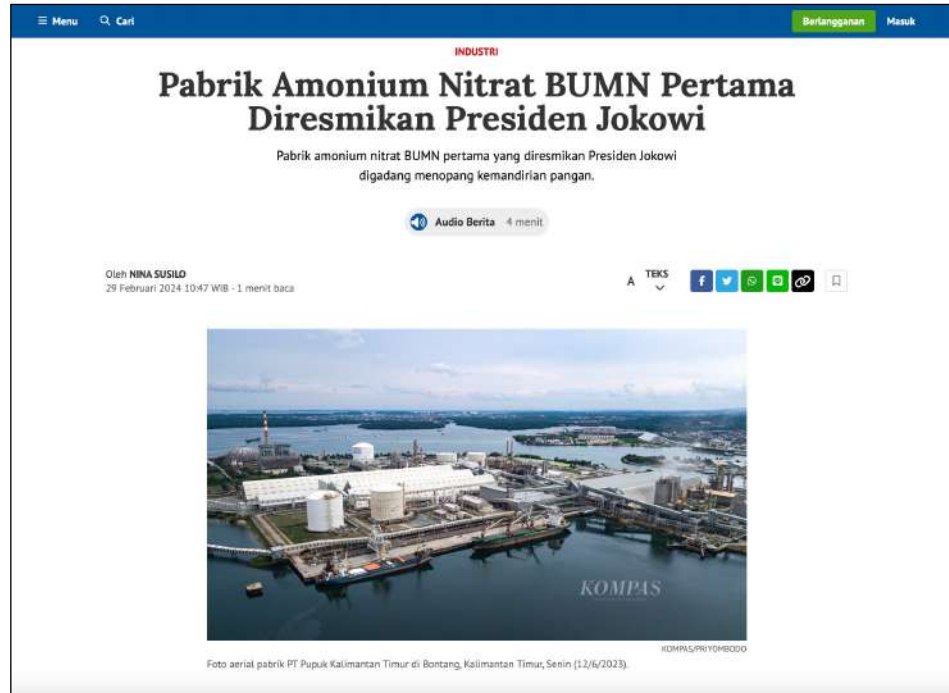 Menu Cari Berlangganan Masuk
INDUSTRI
Pabrik Amonium Nitrat BUMN Pertama
Diresmikan Presiden Jokowi
Pabrik amonium nitrat BUMN pertama yang diresmikan Presiden Jokowi
digadang menopang kemandirian pangan.
Audio Berita 4 menit
Oleh NINA SUSILO
29 Februari 2024 10:47 WIB - 1 menit baca
A TEKS
KOMPAS
KOMPAS/PRIYOMBODO
Foto aerial pabrik PT Pupuk Kalimantan Timur di Bontang, Kalimantan Timur, Senin (12/6/2023).